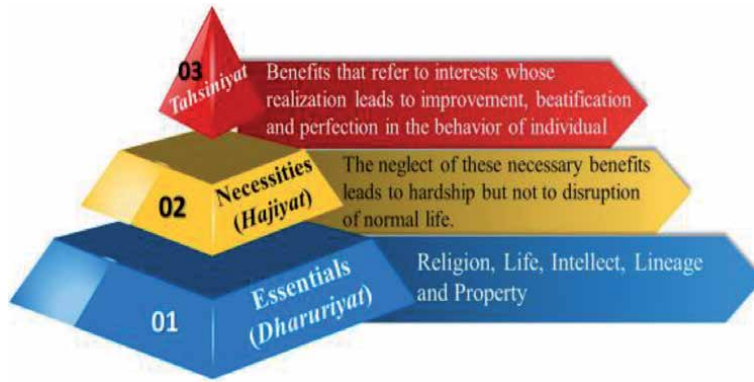 03
Tahsiniyat
Benefits that refer to interests whose
realization leads to improvement, beatification
and perfection in the behavior of individual
02
Necessities
(Hajiyat)
The neglect of these necessary benefits
leads to hardship but not to disruption
of normal life.
01
Essentials
(Dharuriyat)
Religion, Life, Intellect, Lineage
and Property